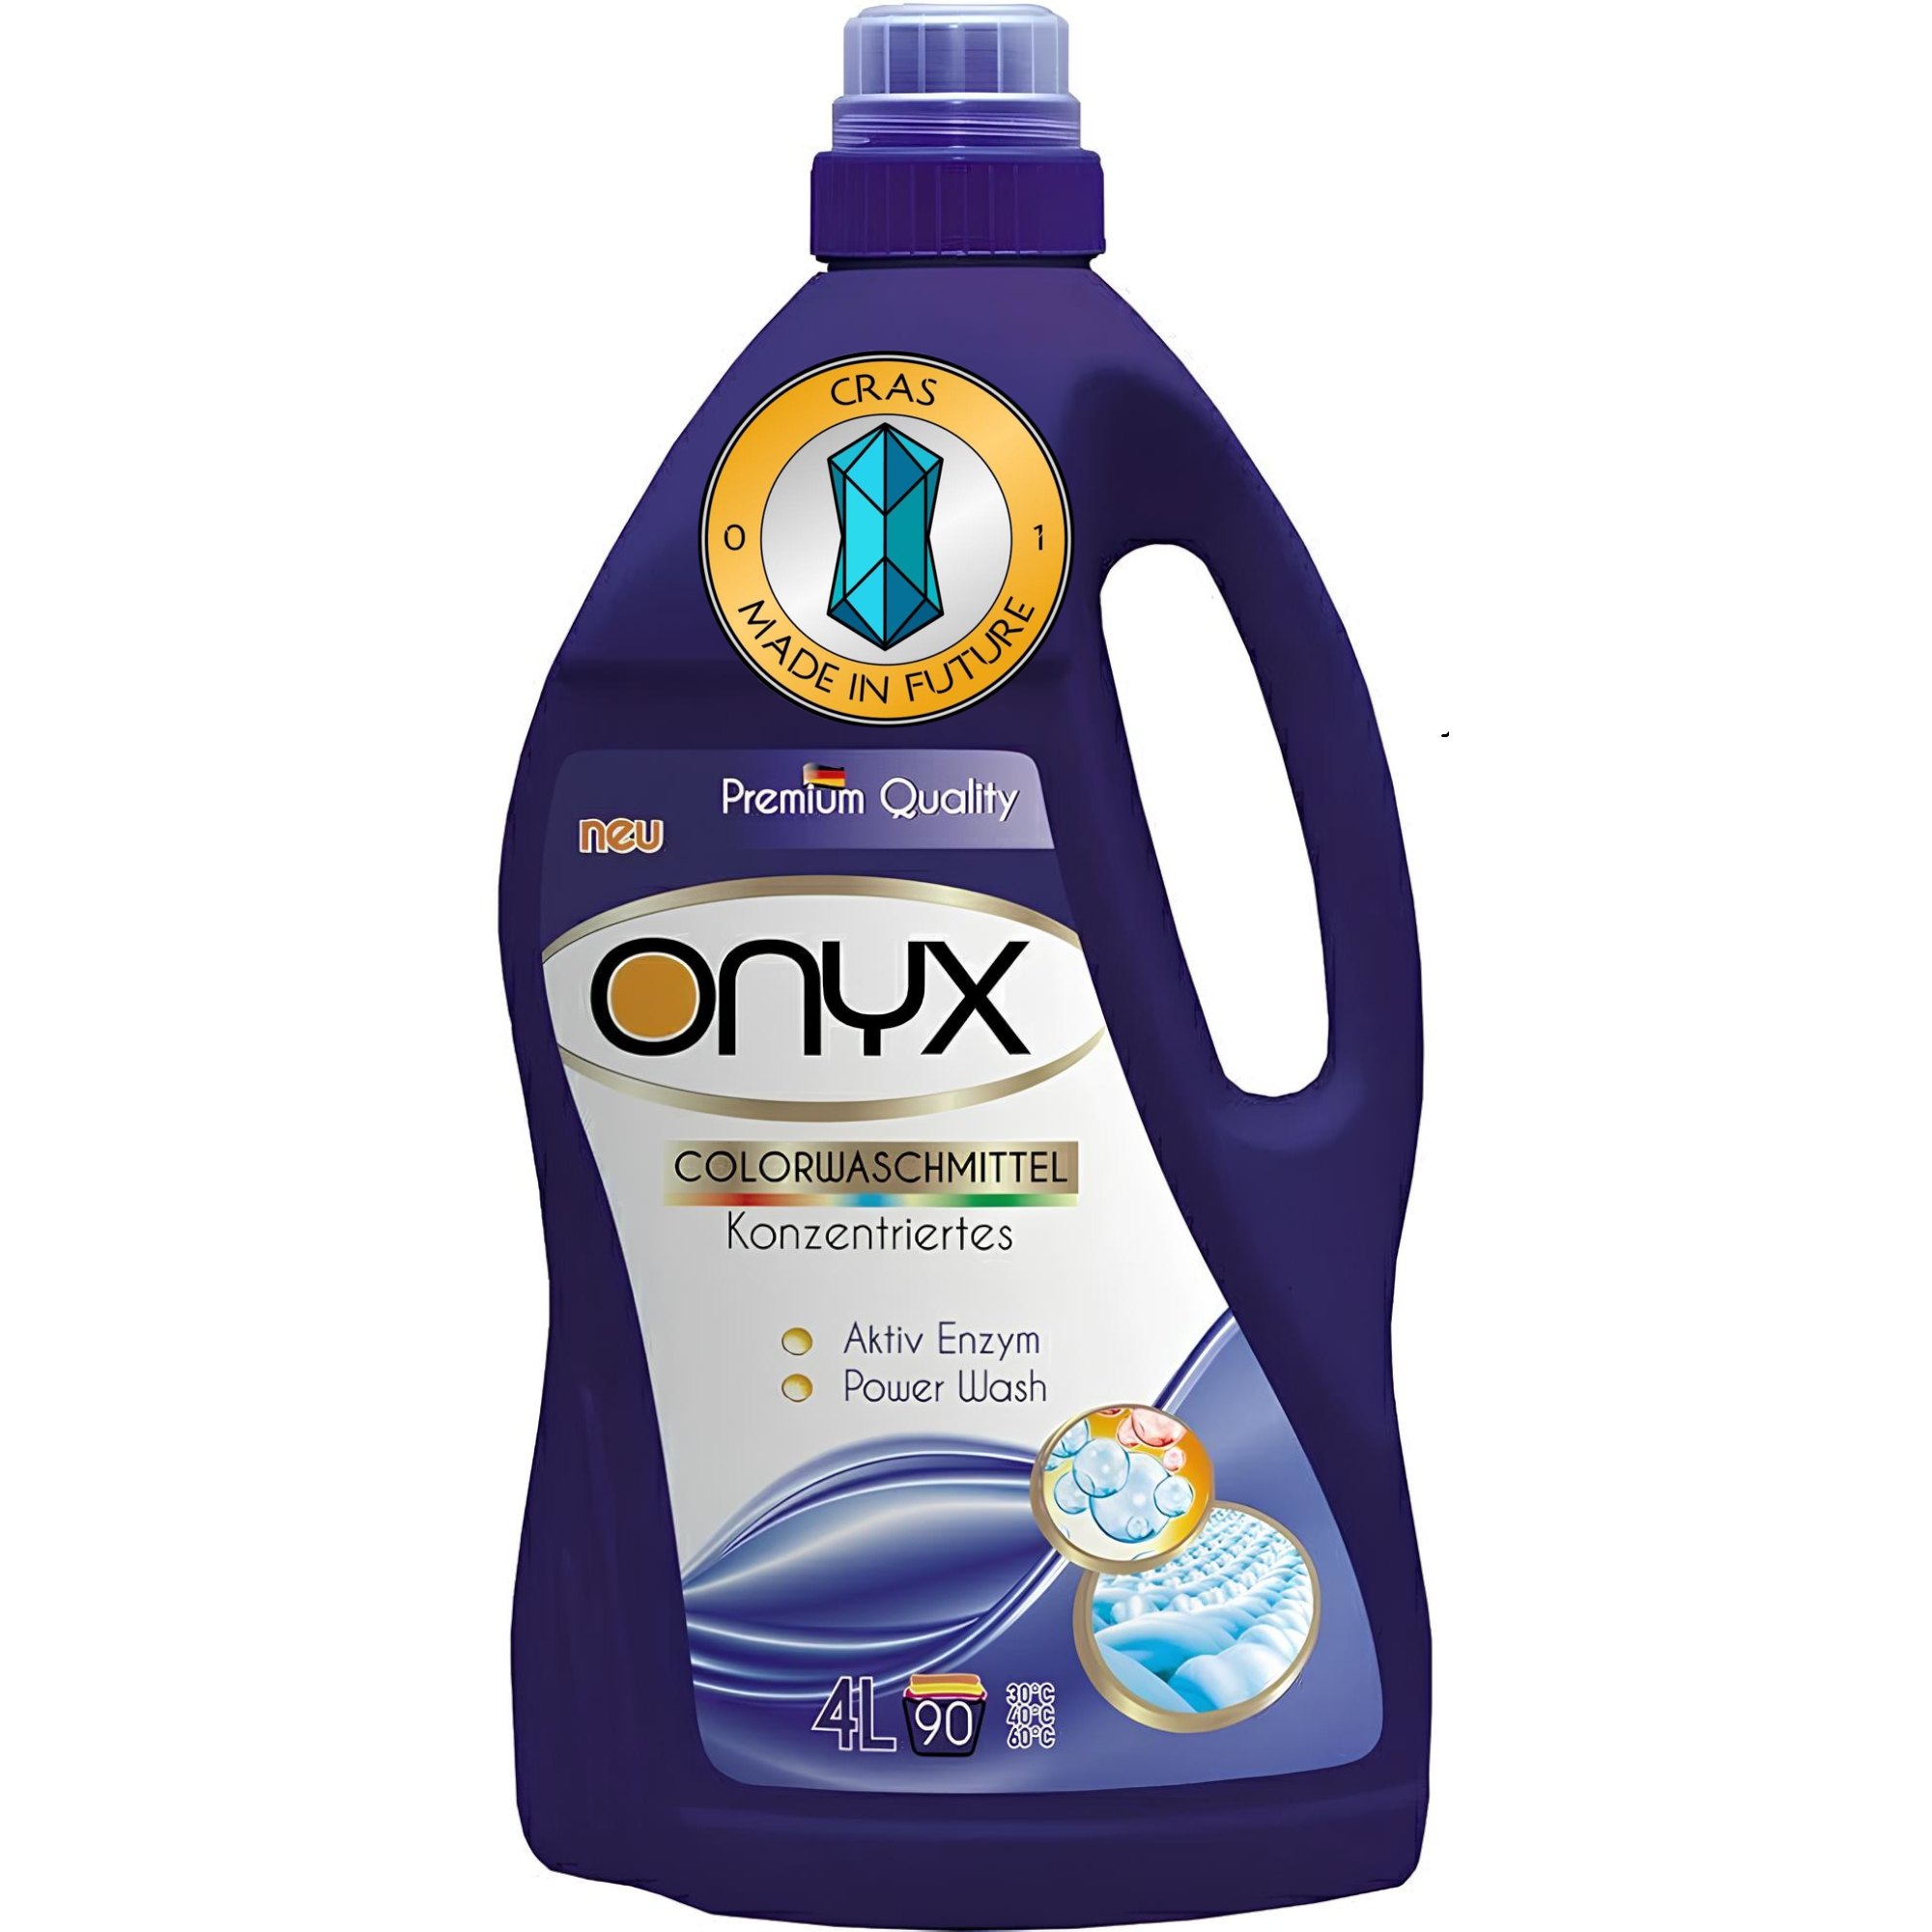 CRAS
0 1
MADE IN FUTURE
Premium Quality
neu
onyx
COLORWASCHMITTEL
Konzentriertes
Aktiv Enzym
Power Wash
4L 90 30°C
40°C
60°C